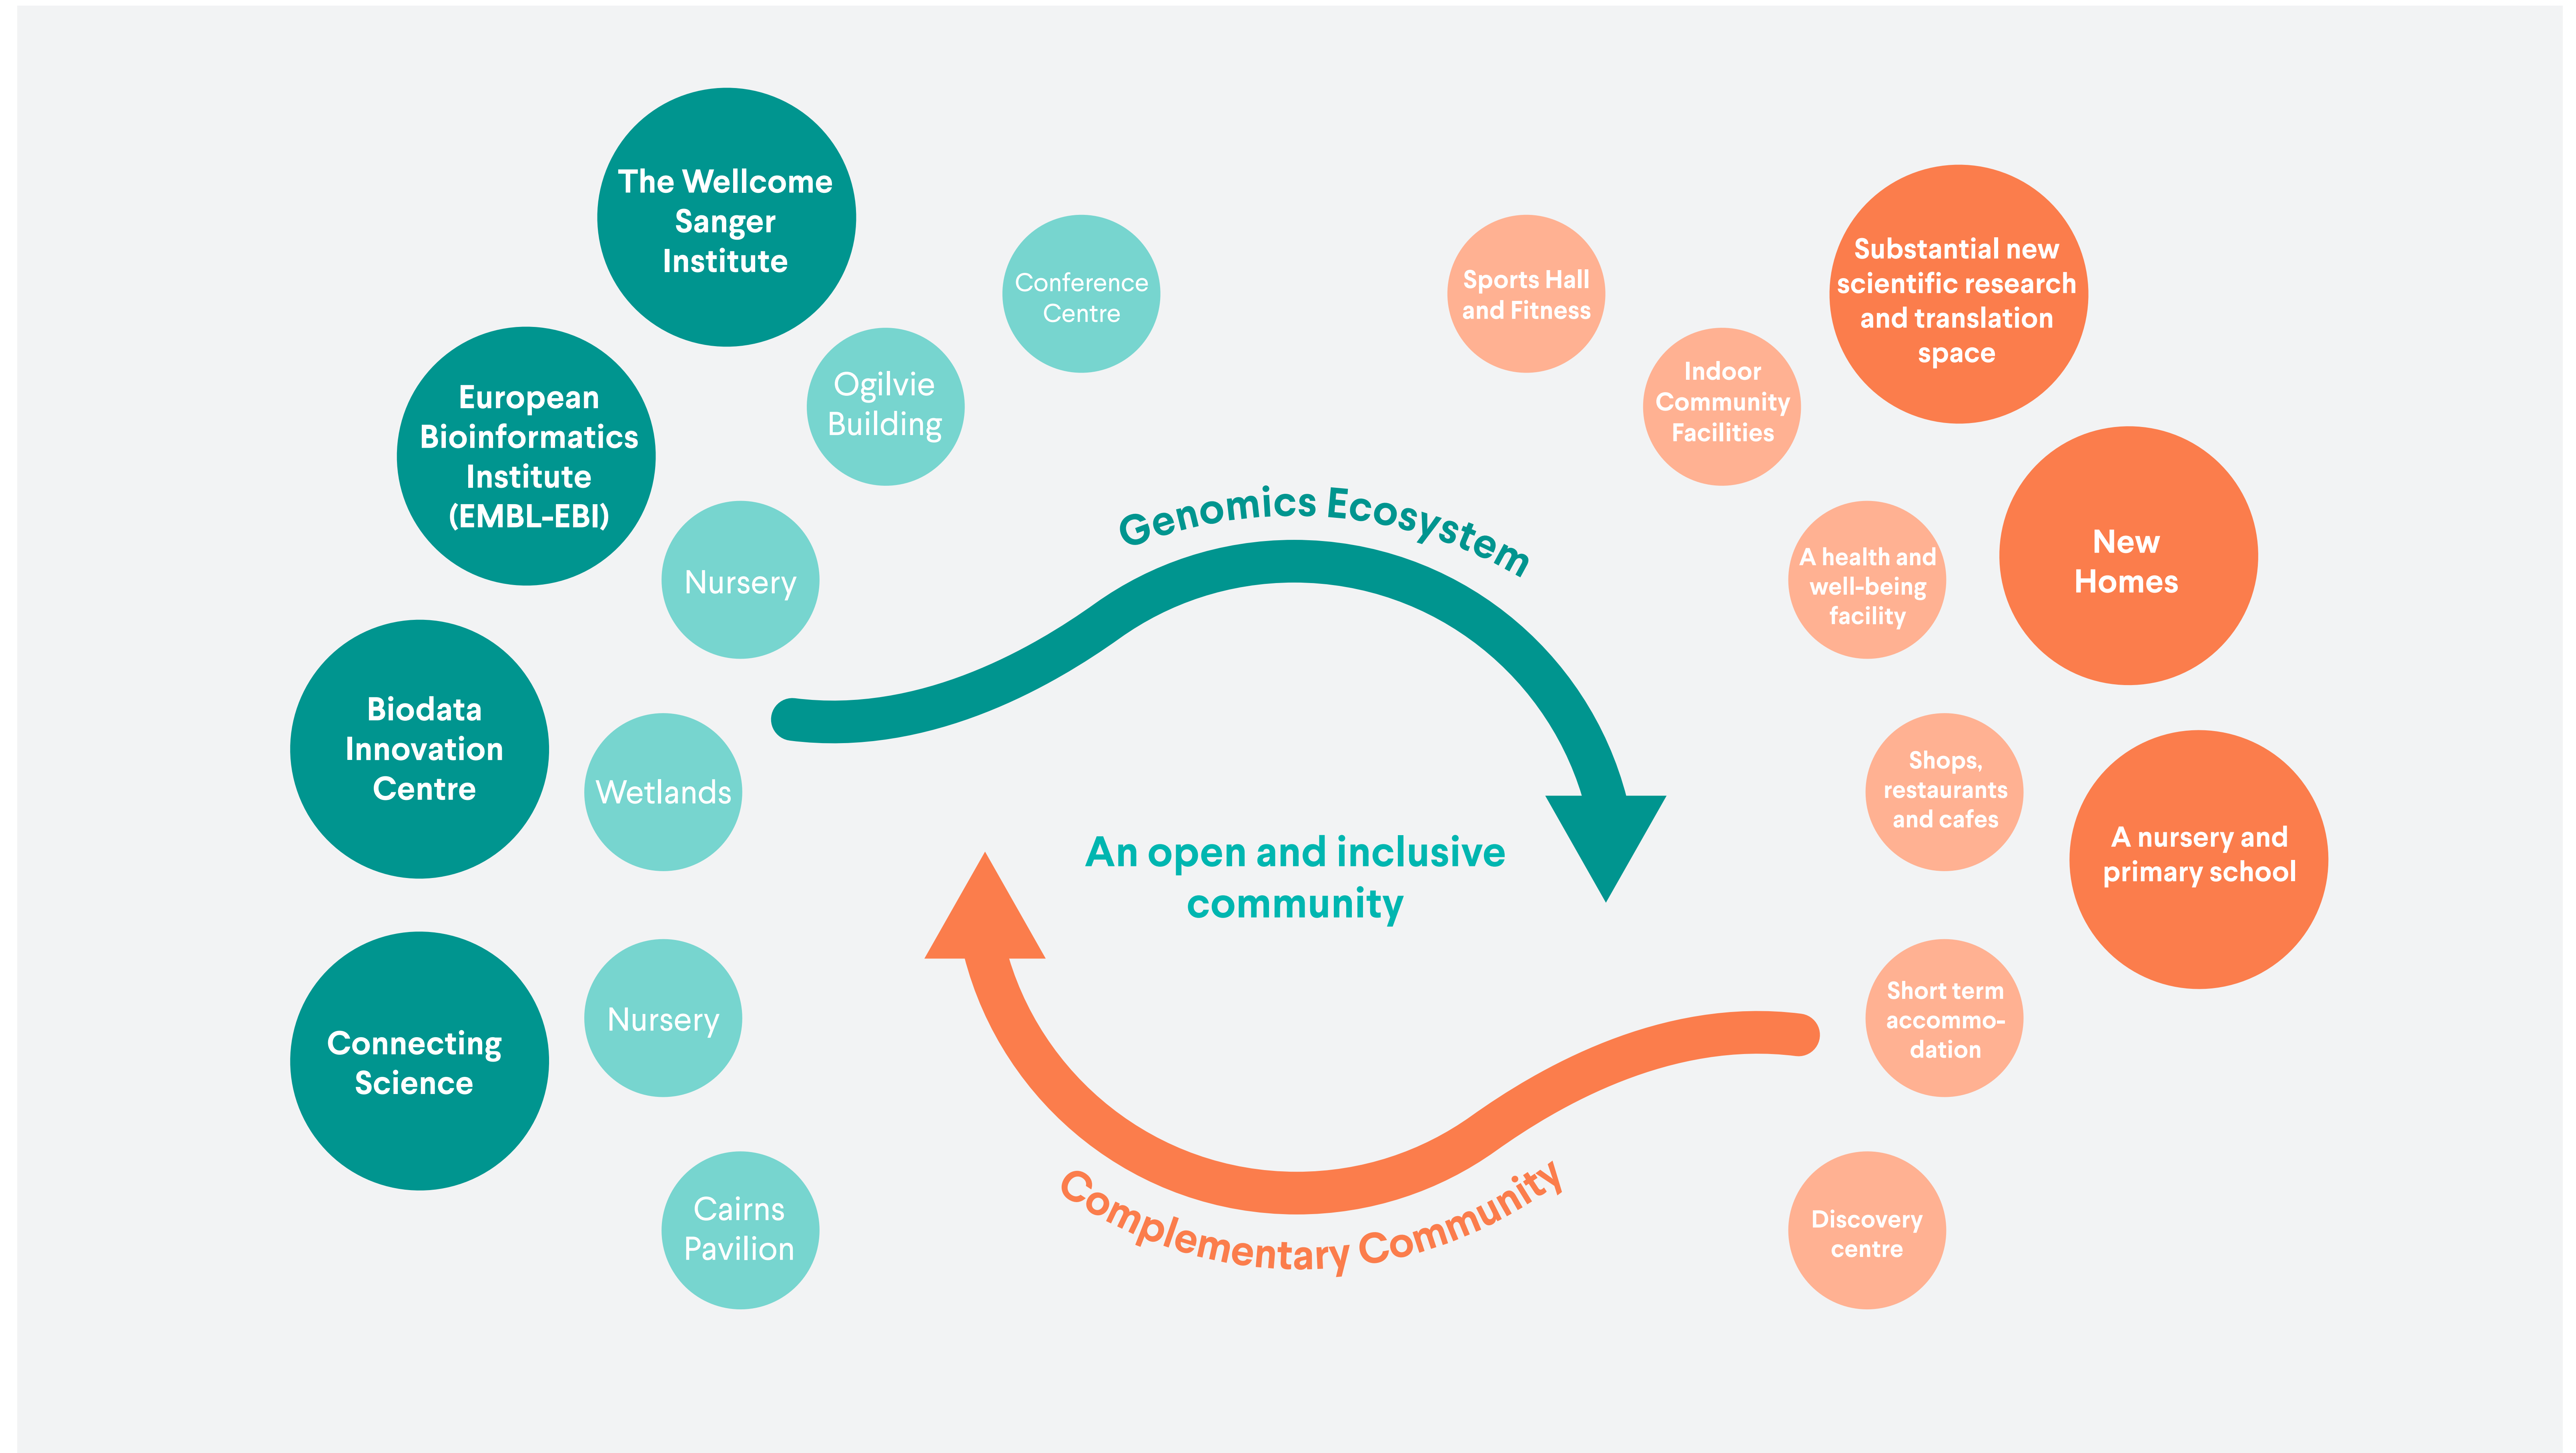 The Wellcome
Sanger
Institute
European
Bioinformatics
Institute
(EMBL-EBI)
Biodata
Innovation
Centre
Connecting
Science
Conference
Centre
Ogilvie
Building
Nursery
Wetlands
Nursery
Cairns
Pavilion
Genomics Ecosystem
An open and inclusive
community
Complementary Community
Sports Hall
and Fitness
Indoor
Community
Facilities
A health and
well-being
facility
Shops,
restaurants
and cafes
Short term
accommo-
dation
Discovery
centre
Substantial new
scientific research
and translation
space
New
Homes
A nursery and
primary school